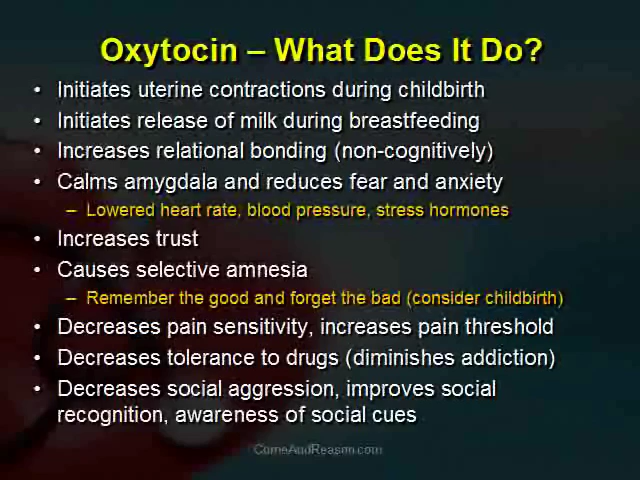 Oxytocin – What Does It Do?
• Initiates uterine contractions during childbirth
• Initiates release of milk during breastfeeding
• Increases relational bonding (non-cognitively)
• Calms amygdala and reduces fear and anxiety
– Lowered heart rate, blood pressure, stress hormones
• Increases trust
• Causes selective amnesia
– Remember the good and forget the bad (consider childbirth)
• Decreases pain sensitivity, increases pain threshold
• Decreases tolerance to drugs (diminishes addiction)
• Decreases social aggression, improves social
recognition, awareness of social cues
ComeAndReason.com